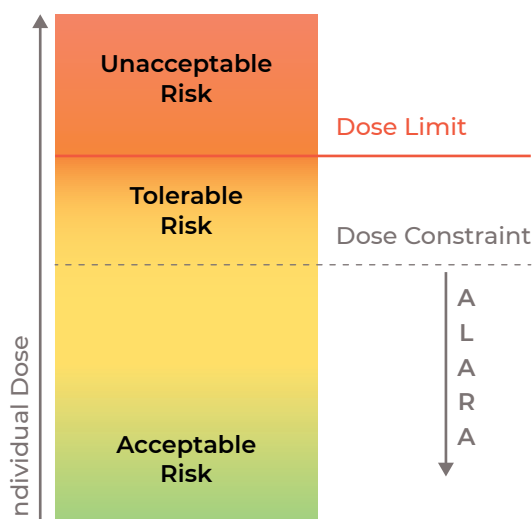 Unacceptable
Risk
Dose Limit
Tolerable
Risk
Dose Constraint
A
L
A
R
A
Acceptable
Risk
ndividual Dose